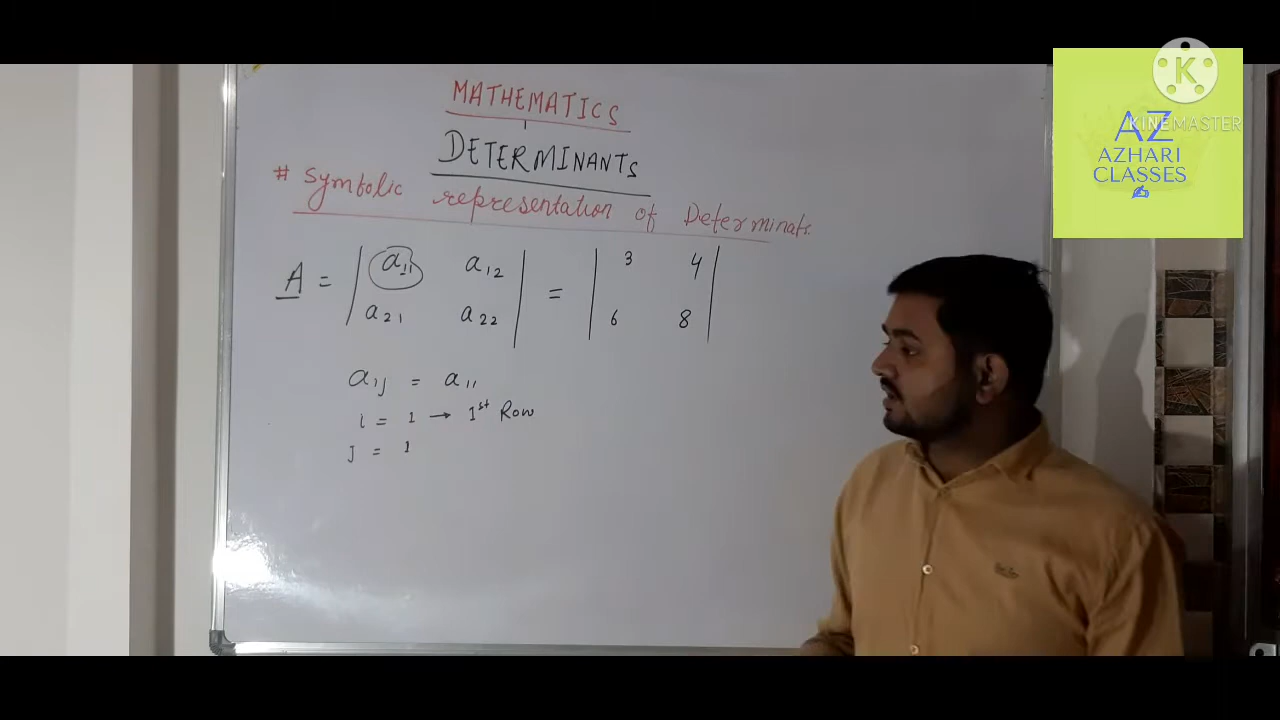 MATHEMATICS
DETERMINANTS
# Symbolic representation of Determinats.
A = | a11 a12 | = | 3 4 |
| a21 a22 | | 6 8 |
aij = a11
i = 1 → 1st Row
J = 1
K
KINEMASTER
AZ
AZHARI
CLASSES